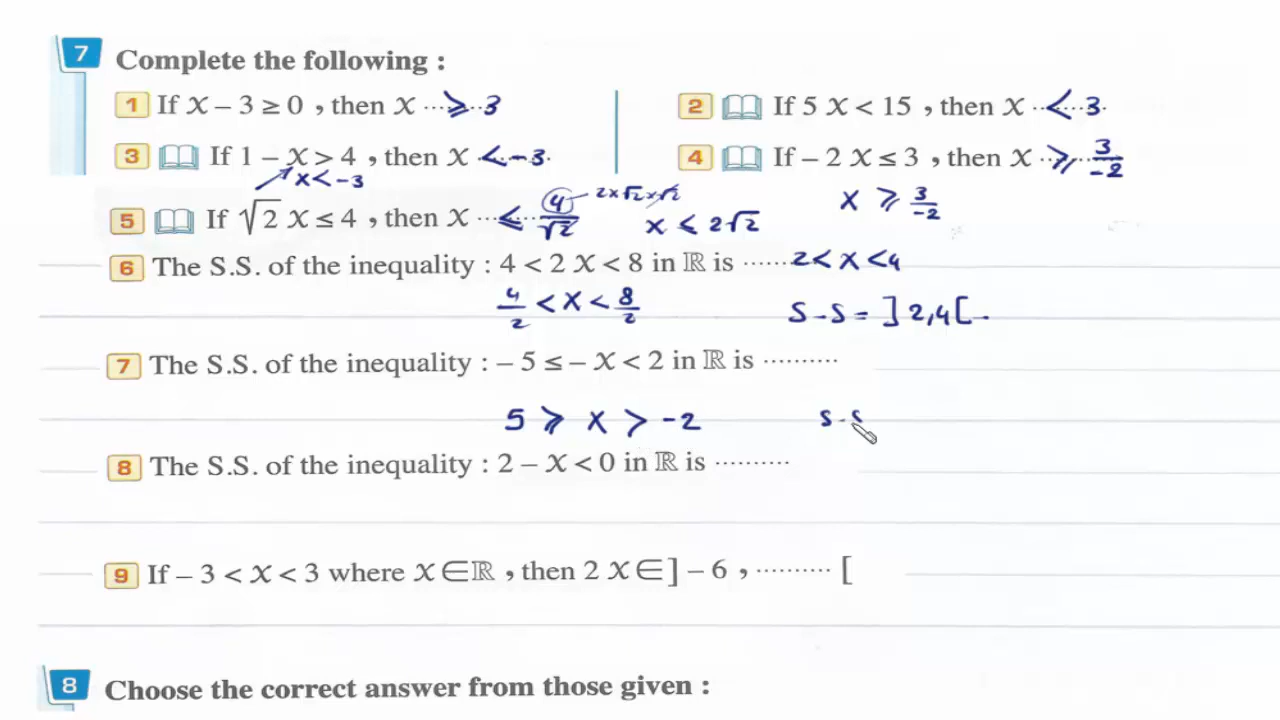 7 Complete the following :
1 If X – 3 ≥ 0 , then X ⩾ 3
2 If 5 X < 15 , then X < 3
3 If 1 – X > 4 , then X < –3
x < –3
4 If – 2 X ≤ 3 , then X ⩾ 3/-2
x ⩾ 3/-2
5 If √2 X ≤ 4 , then X ⩽ 4/√2 2×√2×√2 x ⩽ 2√2
6 The S.S. of the inequality : 4 < 2 X < 8 in ℝ is ...... 2 < x < 4
4/2 < x < 8/2 S-S = ] 2,4 [
7 The S.S. of the inequality : – 5 ≤ – X < 2 in ℝ is ..........
5 ⩾ x > -2 S-S
8 The S.S. of the inequality : 2 – X < 0 in ℝ is ..........
9 If – 3 < X < 3 where X ∈ ℝ , then 2 X ∈ ] – 6 , .......... [
8 Choose the correct answer from those given :